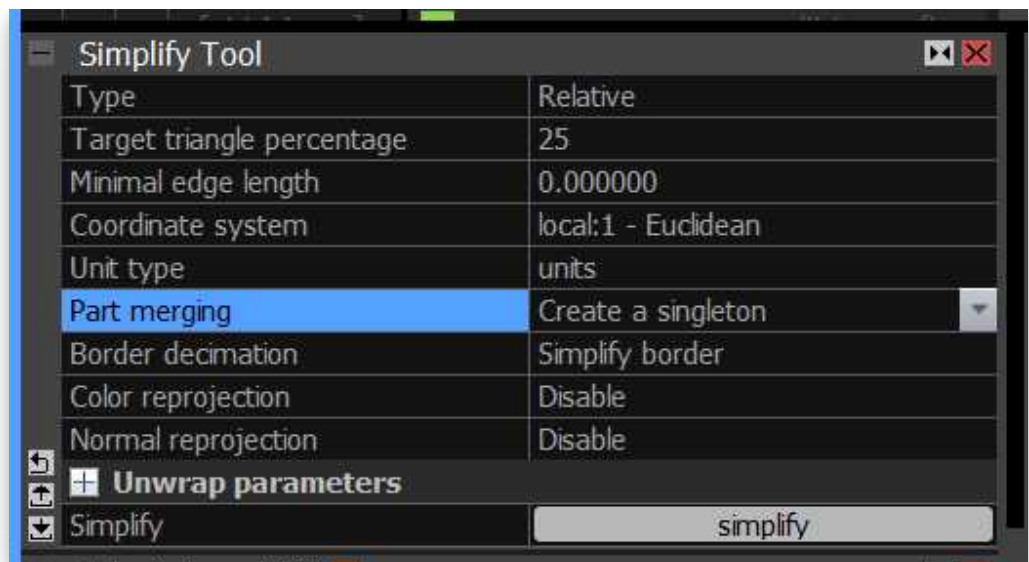 Simplify Tool
Type Relative
Target triangle percentage 25
Minimal edge length 0.000000
Coordinate system local:1 - Euclidean
Unit type units
Part merging Create a singleton
Border decimation Simplify border
Color reprojection Disable
Normal reprojection Disable
Unwrap parameters
Simplify simplify